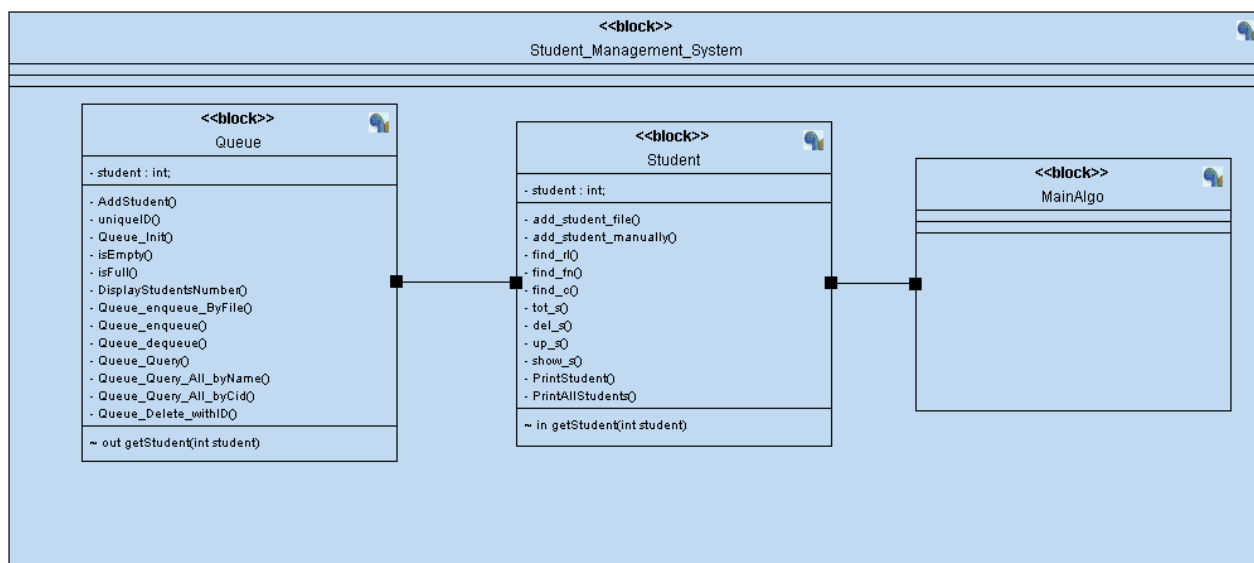 <<block>>
Student_Management_System
<<block>>
Queue
- student : int;
- AddStudent()
- uniqueID()
- Queue_Init()
- isEmpty()
- isFull()
- DisplayStudentsNumber()
- Queue_enqueue_ByFile()
- Queue_enqueue()
- Queue_dequeue()
- Queue_Query()
- Queue_Query_All_byName()
- Queue_Query_All_byCid()
- Queue_Delete_withID()
~ out getStudent(int student)
<<block>>
Student
- student : int;
- add_student_file()
- add_student_manually()
- find_rl()
- find_fn()
- find_c()
- tot_s()
- del_s()
- up_s()
- show_s()
- PrintStudent()
- PrintAllStudents()
~ in getStudent(int student)
<<block>>
MainAlgo